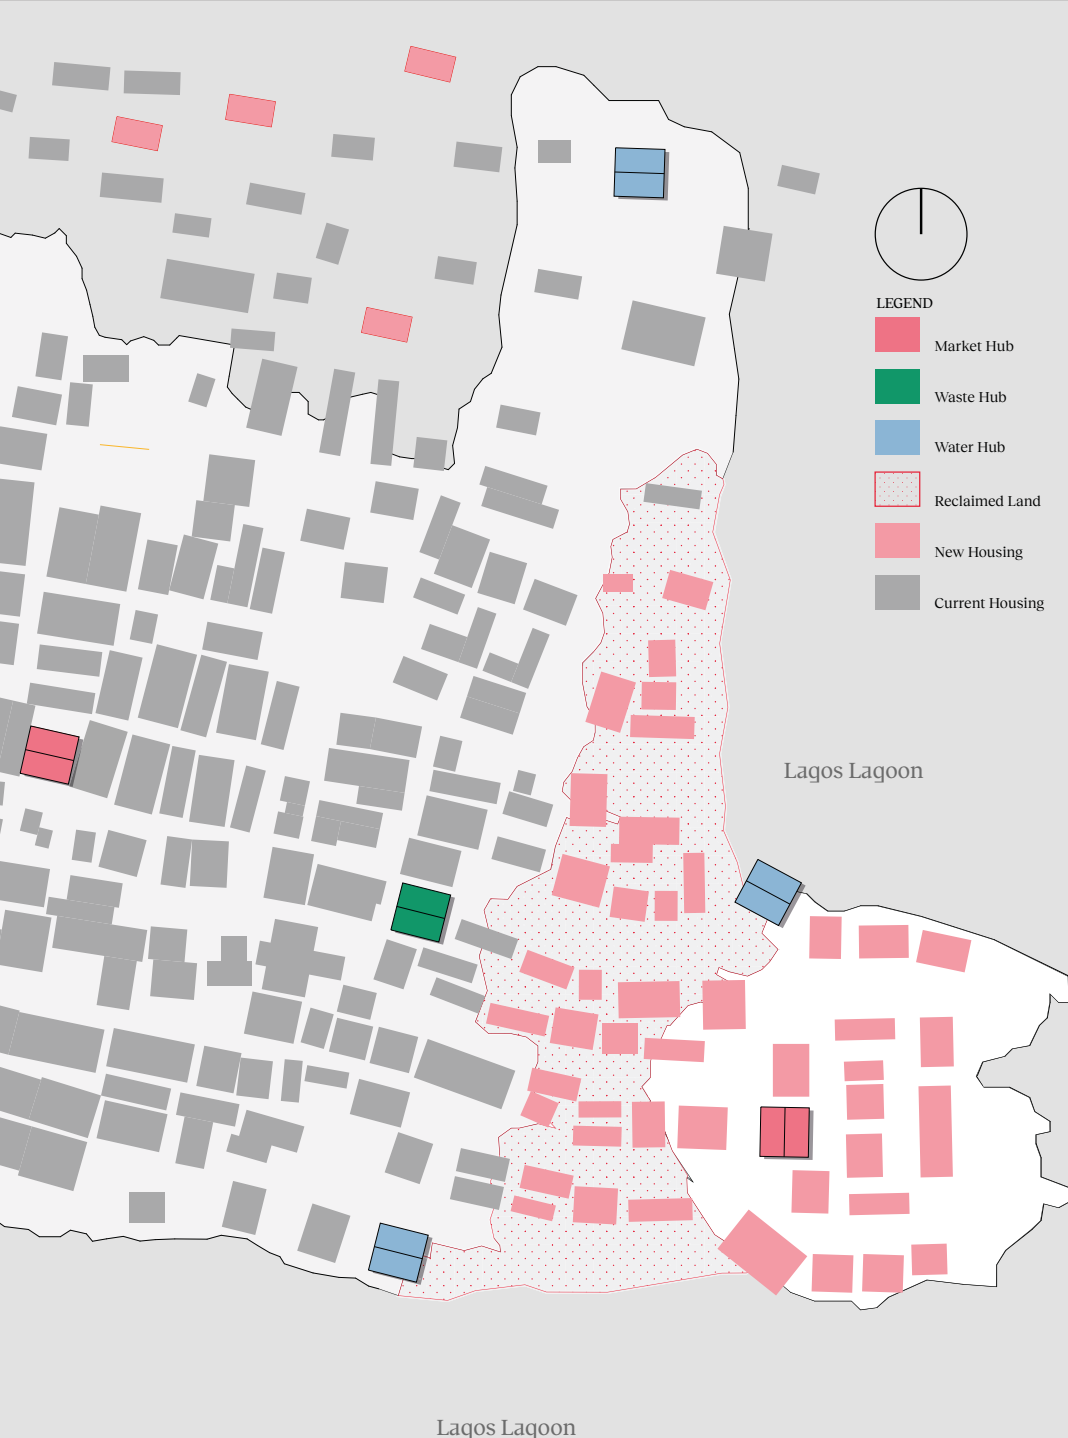 LEGEND
Market Hub
Waste Hub
Water Hub
Reclaimed Land
New Housing
Current Housing
Lagos Lagoon
Lagos Lagoon